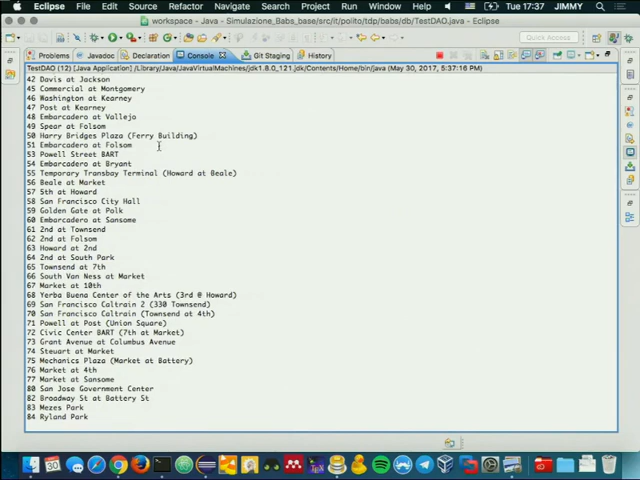 Eclipse File Edit Source Refactor Navigate Search Project Run Window Help Tue 17:37 JIMMY
workspace - Java - Simulazione_Babs_base/src/it/polito/tdp/babs/db/TestDAO.java - Eclipse
Quick Access
Problems Javadoc Declaration Console Git Staging History
TestDAO (12) [Java Application] /Library/Java/JavaVirtualMachines/jdk1.8.0_121.jdk/Contents/Home/bin/java (May 30, 2017, 5:37:16 PM)
42 Davis at Jackson
45 Commercial at Montgomery
46 Washington at Kearney
47 Post at Kearney
48 Embarcadero at Vallejo
49 Spear at Folsom
50 Harry Bridges Plaza (Ferry Building)
51 Embarcadero at Folsom
53 Powell Street BART
54 Embarcadero at Bryant
55 Temporary Transbay Terminal (Howard at Beale)
56 Beale at Market
57 5th at Howard
58 San Francisco City Hall
59 Golden Gate at Polk
60 Embarcadero at Sansome
61 2nd at Townsend
62 2nd at Folsom
63 Howard at 2nd
64 2nd at South Park
65 Townsend at 7th
66 South Van Ness at Market
67 Market at 10th
68 Yerba Buena Center of the Arts (3rd @ Howard)
69 San Francisco Caltrain 2 (330 Townsend)
70 San Francisco Caltrain (Townsend at 4th)
71 Powell at Post (Union Square)
72 Civic Center BART (7th at Market)
73 Grant Avenue at Columbus Avenue
74 Steuart at Market
75 Mechanics Plaza (Market at Battery)
76 Market at 4th
77 Market at Sansome
80 San Jose Government Center
82 Broadway St at Battery St
83 Mezes Park
84 Ryland Park
30